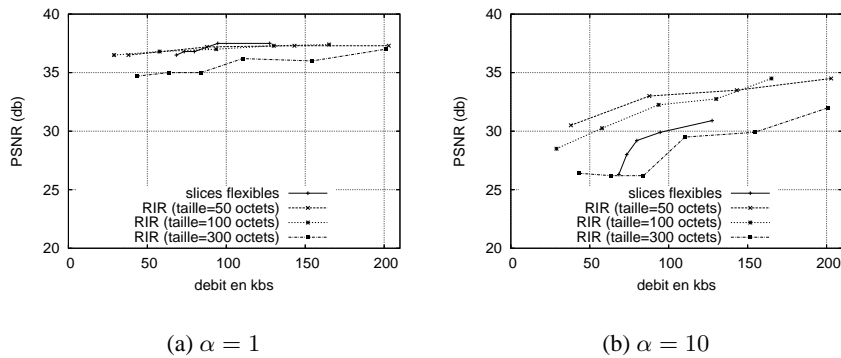 40
35
30
25
20
PSNR (db)
slices flexibles
RIR (taille=50 octets)
RIR (taille=100 octets)
RIR (taille=300 octets)
0 50 100 150 200
debit en kbs
(a) α = 1
40
35
30
25
20
PSNR (db)
slices flexibles
RIR (taille=50 octets)
RIR (taille=100 octets)
RIR (taille=300 octets)
0 50 100 150 200
debit en kbs
(b) α = 10